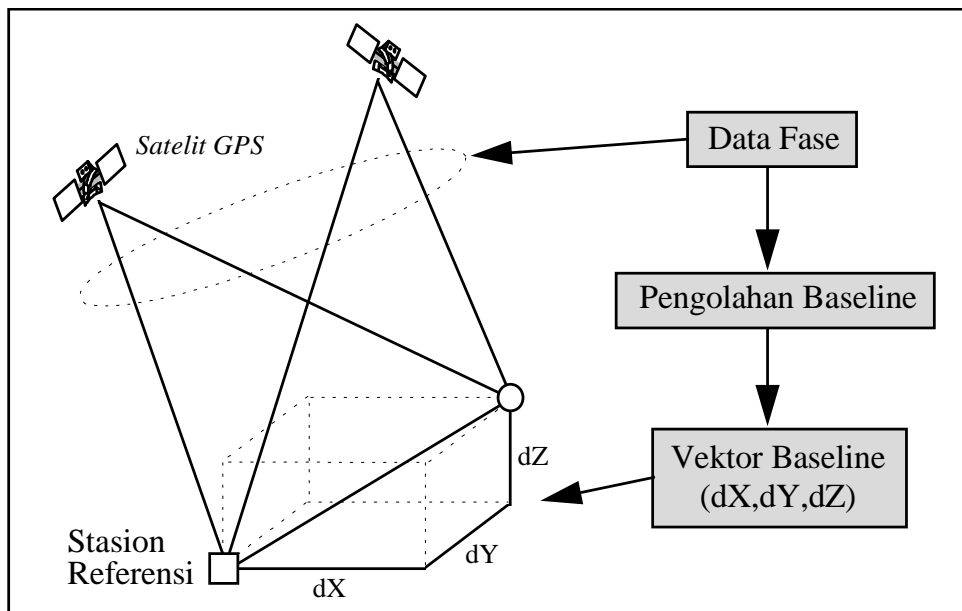 Satelit GPS
Data Fase
Pengolahan Baseline
Vektor Baseline
(dX,dY,dZ)
dZ
dY
dX
Stasion
Referensi